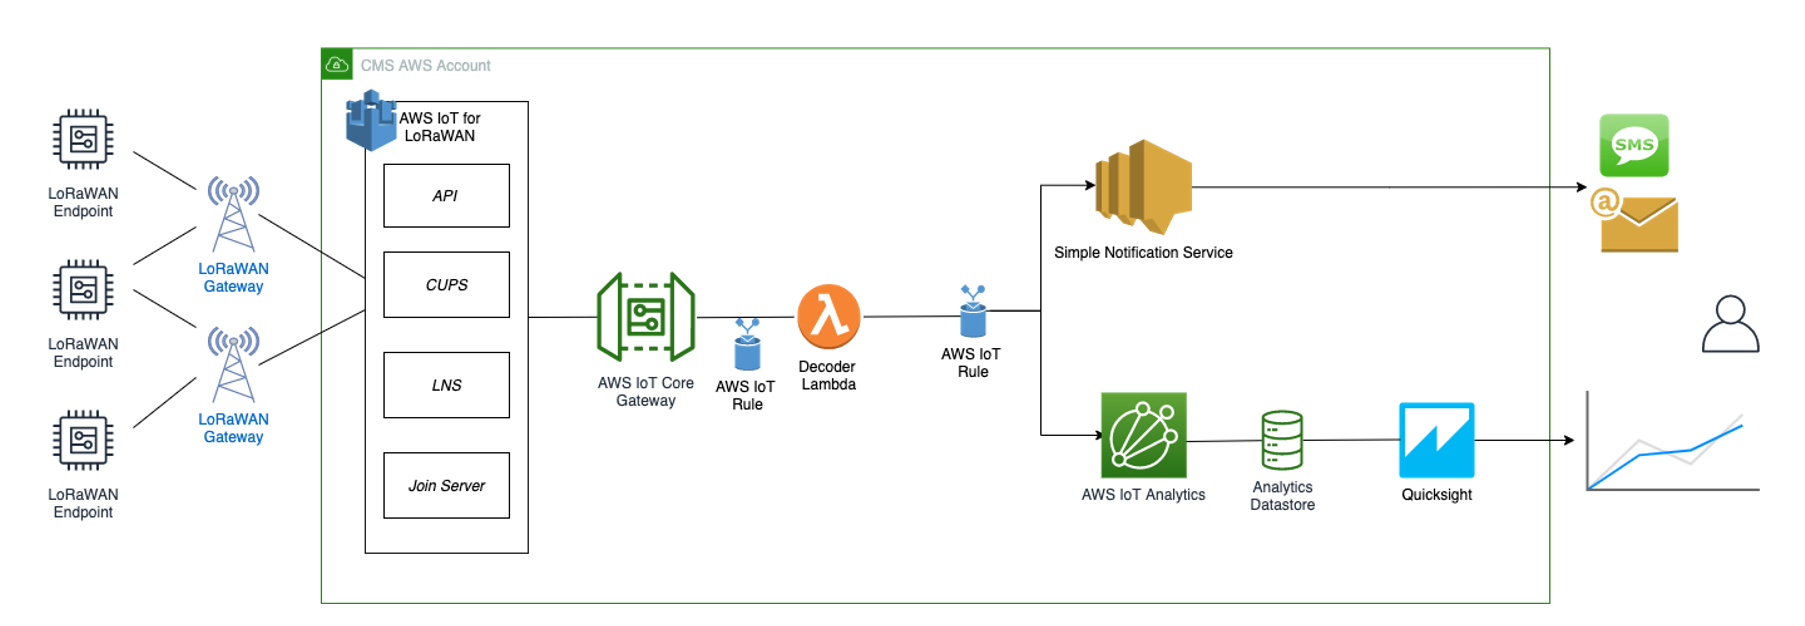 CMS AWS Account
LoRaWAN
Endpoint
LoRaWAN
Endpoint
LoRaWAN
Endpoint
LoRaWAN
Gateway
LoRaWAN
Gateway
AWS IoT for
LoRaWAN
API
CUPS
LNS
Join Server
AWS IoT Core
Gateway
AWS IoT
Rule
Decoder
Lambda
AWS IoT
Rule
Simple Notification Service
SMS
@
AWS IoT Analytics
Analytics
Datastore
Quicksight